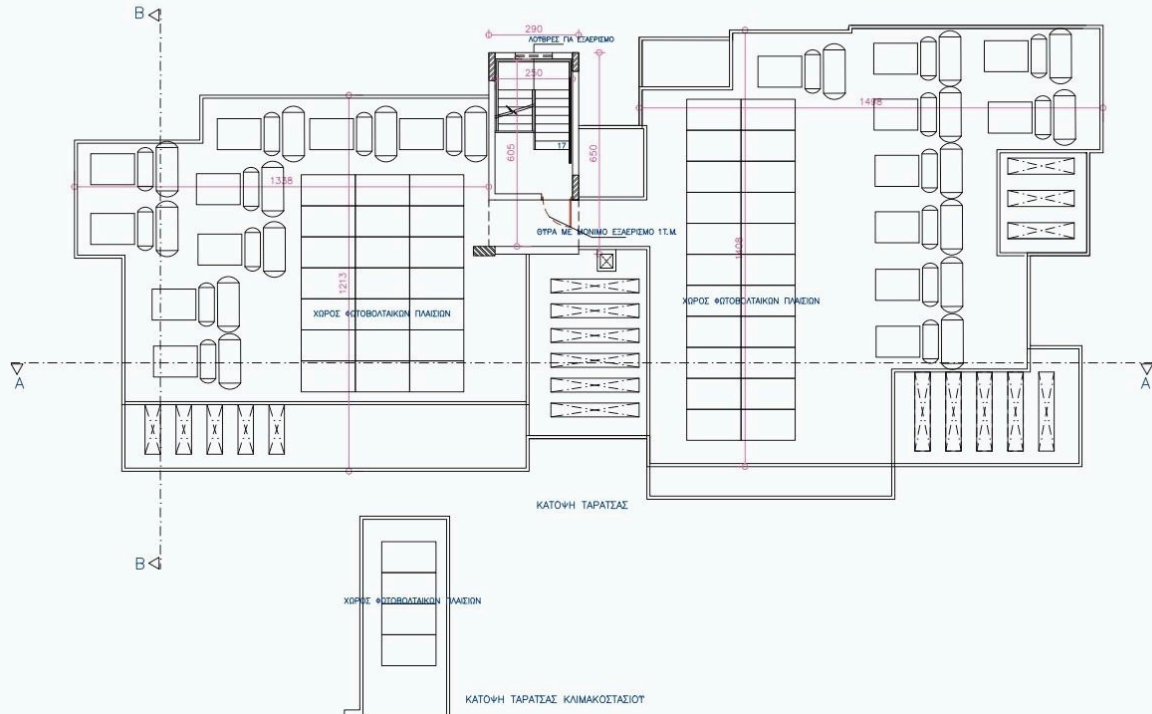 B
290
ΛΟΥΒΡΕΣ ΓΙΑ ΕΞΑΕΡΙΣΜΟ
250
1498
605
650
17
1338
ΘΥΡΑ ΜΕ ΜΟΝΙΜΟ ΕΞΑΕΡΙΣΜΟ 1Τ.Μ.
1213
1408
ΧΩΡΟΣ ΦΩΤΟΒΟΛΤΑΙΚΩΝ ΠΛΑΙΣΙΩΝ
ΧΩΡΟΣ ΦΩΤΟΒΟΛΤΑΙΚΩΝ ΠΛΑΙΣΙΩΝ
A
A
ΚΑΤΟΨΗ ΤΑΡΑΤΣΑΣ
B
ΧΩΡΟΣ ΦΩΤΟΒΟΛΤΑΙΚΩΝ ΠΛΑΙΣΙΩΝ
ΚΑΤΟΨΗ ΤΑΡΑΤΣΑΣ ΚΛΙΜΑΚΟΣΤΑΣΙΟΥ